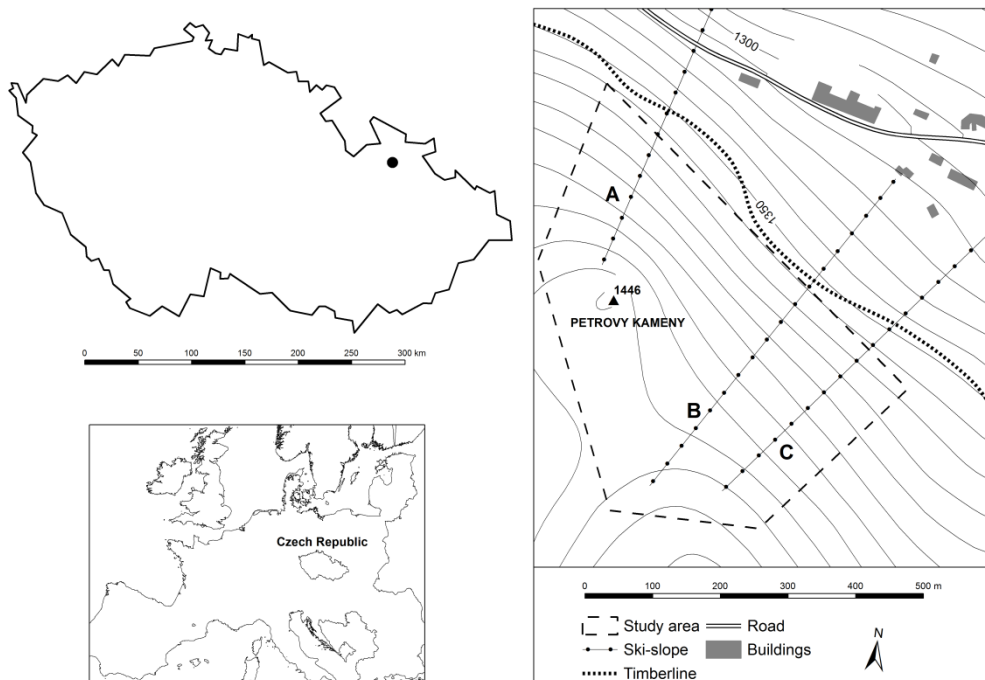 0 50 100 150 200 250 300 km
Czech Republic
1300
A
1350
1446
PETROVY KAMENY
B
C
0 100 200 300 400 500 m
Study area
Road
Ski-slope
Buildings
Timberline
N